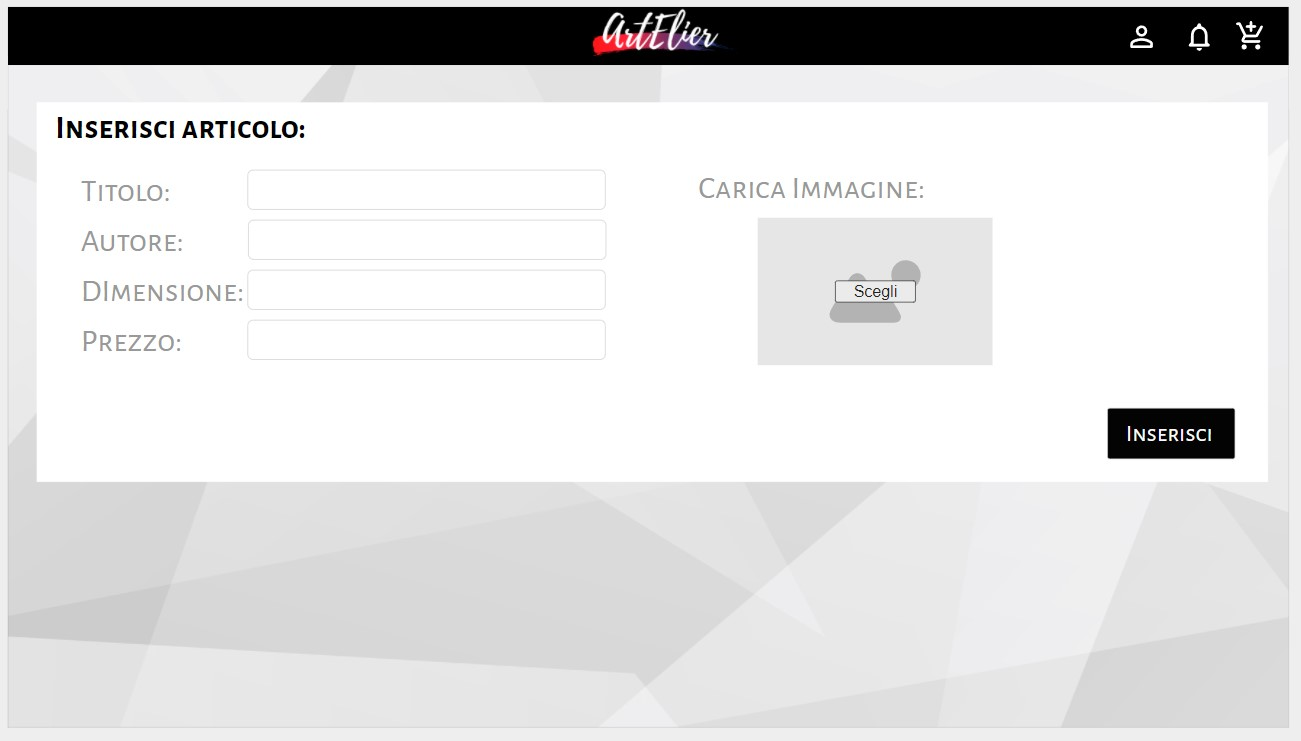 ArtElier
Inserisci articolo:
Titolo:
Autore:
DImensione:
Prezzo:
Carica Immagine:
Scegli
Inserisci